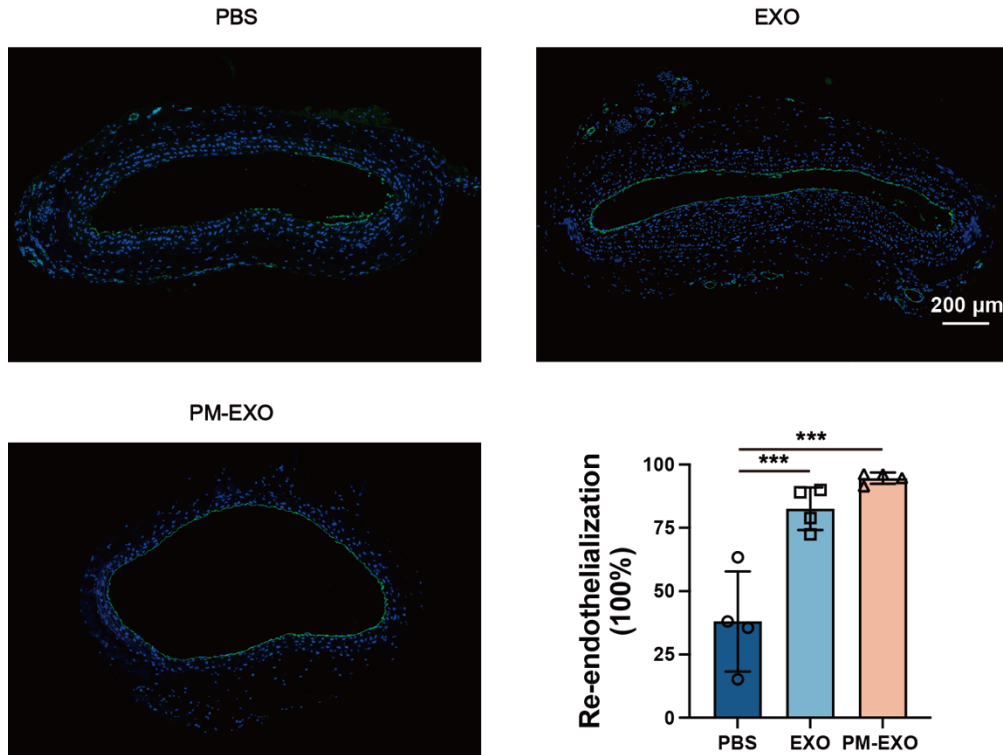 PBS
EXO
200 μm
PM-EXO
Re-endothelialization
(100%)
100
75
50
25
0
***
***
PBS
EXO
PM-EXO